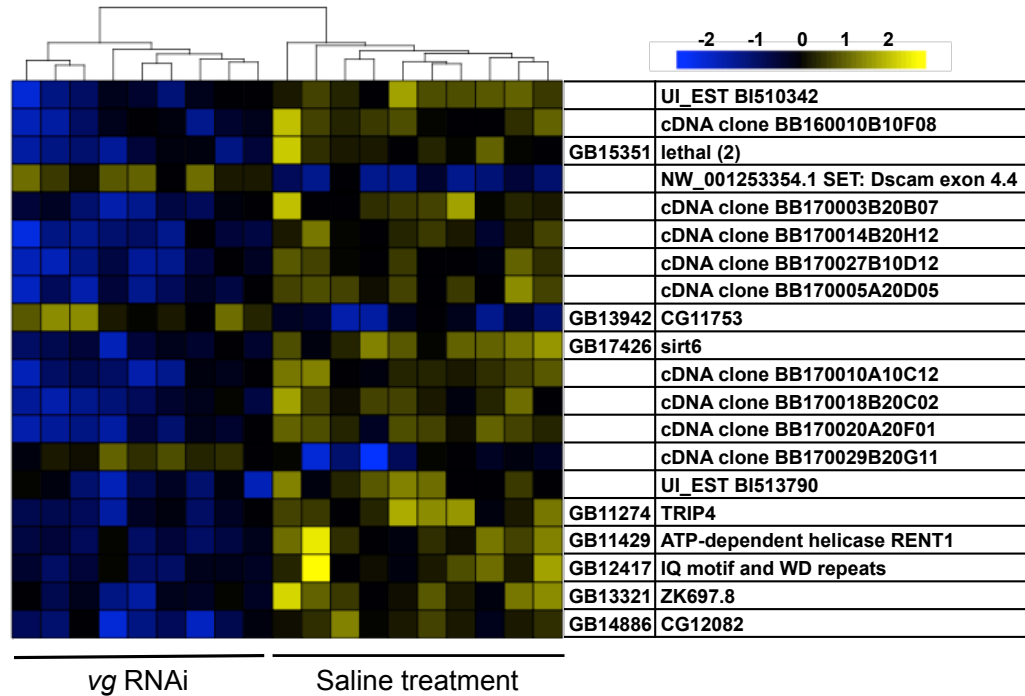 -2 -1 0 1 2
UI_EST BI510342
cDNA clone BB160010B10F08
GB15351 lethal (2)
NW_001253354.1 SET: Dscam exon 4.4
cDNA clone BB170003B20B07
cDNA clone BB170014B20H12
cDNA clone BB170027B10D12
cDNA clone BB170005A20D05
GB13942 CG11753
GB17426 sirt6
cDNA clone BB170010A10C12
cDNA clone BB170018B20C02
cDNA clone BB170020A20F01
cDNA clone BB170029B20G11
UI_EST BI513790
GB11274 TRIP4
GB11429 ATP-dependent helicase RENT1
GB12417 IQ motif and WD repeats
GB13321 ZK697.8
GB14886 CG12082
vg RNAi Saline treatment